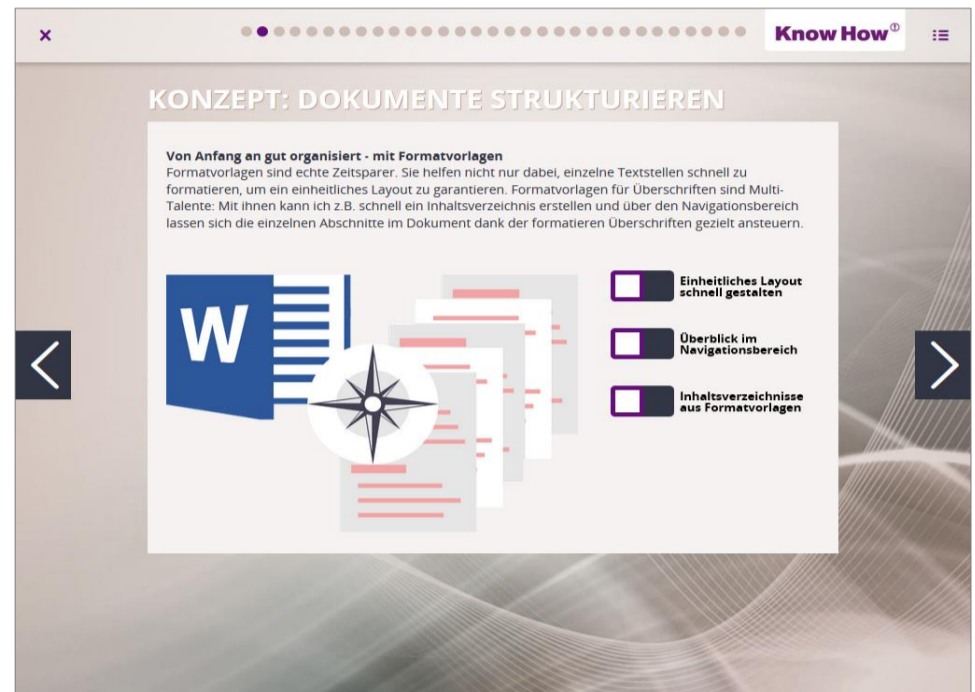 Know How
KONZEPT: DOKUMENTE STRUKTURIEREN
Von Anfang an gut organisiert - mit Formatvorlagen
Formatvorlagen sind echte Zeitsparer. Sie helfen nicht nur dabei, einzelne Textstellen schnell zu
formatieren, um ein einheitliches Layout zu garantieren. Formatvorlagen für Überschriften sind Multi-
Talente: Mit ihnen kann ich z.B. schnell ein Inhaltsverzeichnis erstellen und über den Navigationsbereich
lassen sich die einzelnen Abschnitte im Dokument dank der formatieren Überschriften gezielt ansteuern.
W
Einheitliches Layout
schnell gestalten
Überblick im
Navigationsbereich
Inhaltsverzeichnisse
aus Formatvorlagen